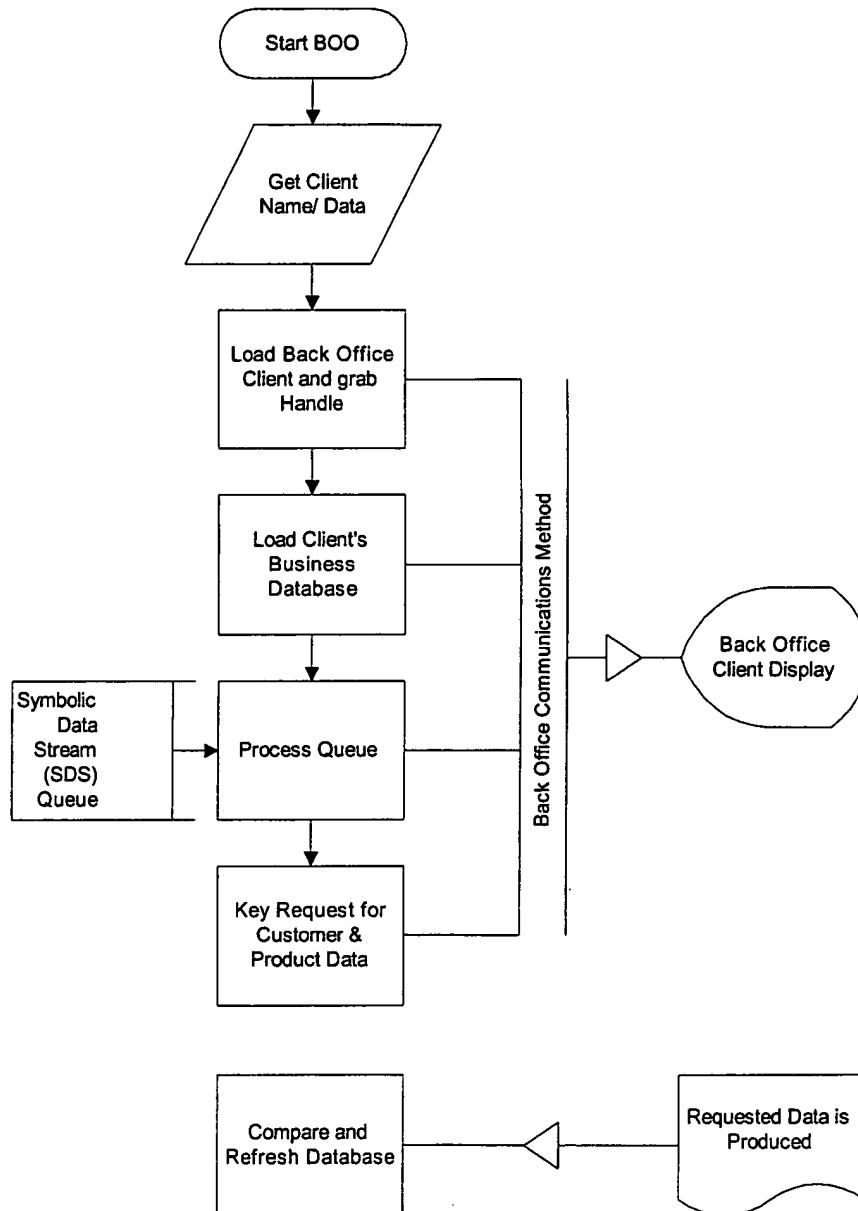 Start BOO
Get Client
Name/ Data
Load Back Office
Client and grab
Handle
Load Client's
Business
Database
Symbolic
Data
Stream
(SDS)
Queue
Process Queue
Key Request for
Customer &
Product Data
Back Office Communications Method
Back Office
Client Display
Compare and
Refresh Database
Requested Data is
Produced